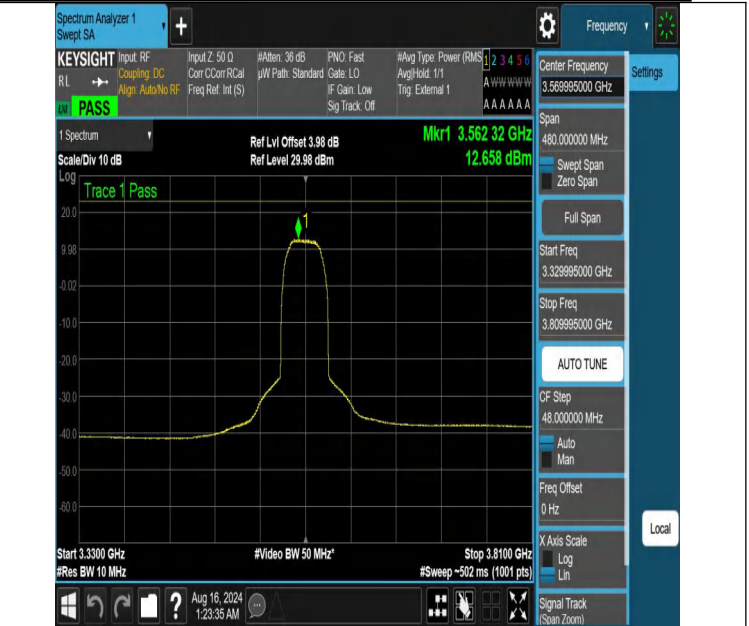 Spectrum Analyzer 1
Swept SA
+
Frequency
KEYSIGHT
RL
PASS
Input: RF
Coupling: DC
Align: Auto/No RF
Input Z: 50 Ω
Corr CCorr RCal
Freq Ref: Int (S)
#Atten: 36 dB
µW Path: Standard
PNO: Fast
Gate: LO
IF Gain: Low
Sig Track: Off
#Avg Type: Power (RMS
Avg|Hold: 1/1
Trig: External 1
1 2 3 4 5 6
A W W W W W
A A A A A A
1 Spectrum
Scale/Div 10 dB
Ref Lvl Offset 3.98 dB
Ref Level 29.98 dBm
Mkr1 3.562 32 GHz
12.658 dBm
Log
Trace 1 Pass
1
20.0
9.98
-0.02
-10.0
-20.0
-30.0
-40.0
-50.0
-60.0
Start 3.3300 GHz
#Res BW 10 MHz
#Video BW 50 MHz*
Stop 3.8100 GHz
#Sweep ~502 ms (1001 pts)
Center Frequency
3.569995000 GHz
Settings
Span
480.000000 MHz
Swept Span
Zero Span
Full Span
Start Freq
3.329995000 GHz
Stop Freq
3.809995000 GHz
AUTO TUNE
CF Step
48.000000 MHz
Auto
Man
Freq Offset
0 Hz
X Axis Scale
Log
Lin
Local
Signal Track
(Span Zoom)
?
Aug 16, 2024
1:23:35 AM